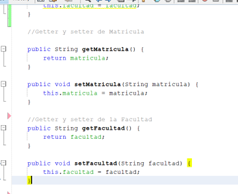 this.facultad = facultad;
}
//Getter y setter de Matricula
public String getMatricula() {
return matricula;
}
public void setMatricula(String matricula) {
this.matricula = matricula;
}
//Getter y setter de la Facultad
public String getFacultad() {
return facultad;
}
public void setFacultad(String facultad) {
this.facultad = facultad;
}